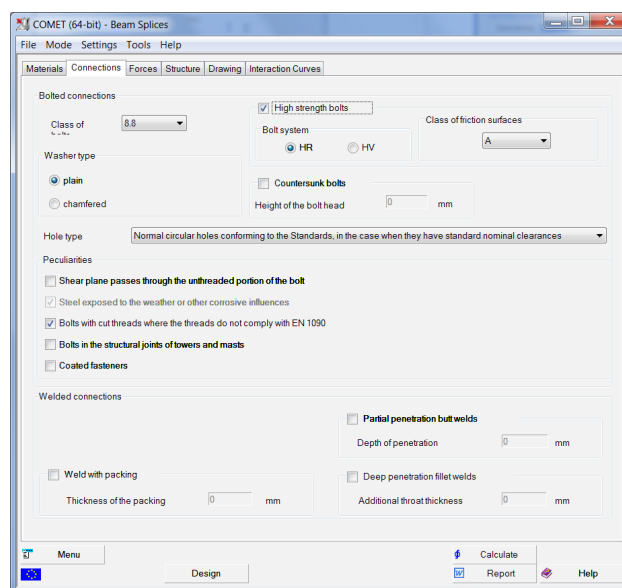 COMET (64-bit) - Beam Splices
File Mode Settings Tools Help
Materials Connections Forces Structure Drawing Interaction Curves
Bolted connections
Class of
8.8
High strength bolts
Bolt system
HR HV
Class of friction surfaces
A
Washer type
plain
chamfered
Countersunk bolts
Height of the bolt head 0 mm
Hole type Normal circular holes conforming to the Standards, in the case when they have standard nominal clearances
Peculiarities
Shear plane passes through the unthreaded portion of the bolt
Steel exposed to the weather or other corrosive influences
Bolts with cut threads where the threads do not comply with EN 1090
Bolts in the structural joints of towers and masts
Coated fasteners
Welded connections
Partial penetration butt welds
Depth of penetration 0 mm
Weld with packing
Thickness of the packing 0 mm
Deep penetration fillet welds
Additional throat thickness 0 mm
Menu
Calculate
Design
Report
Help